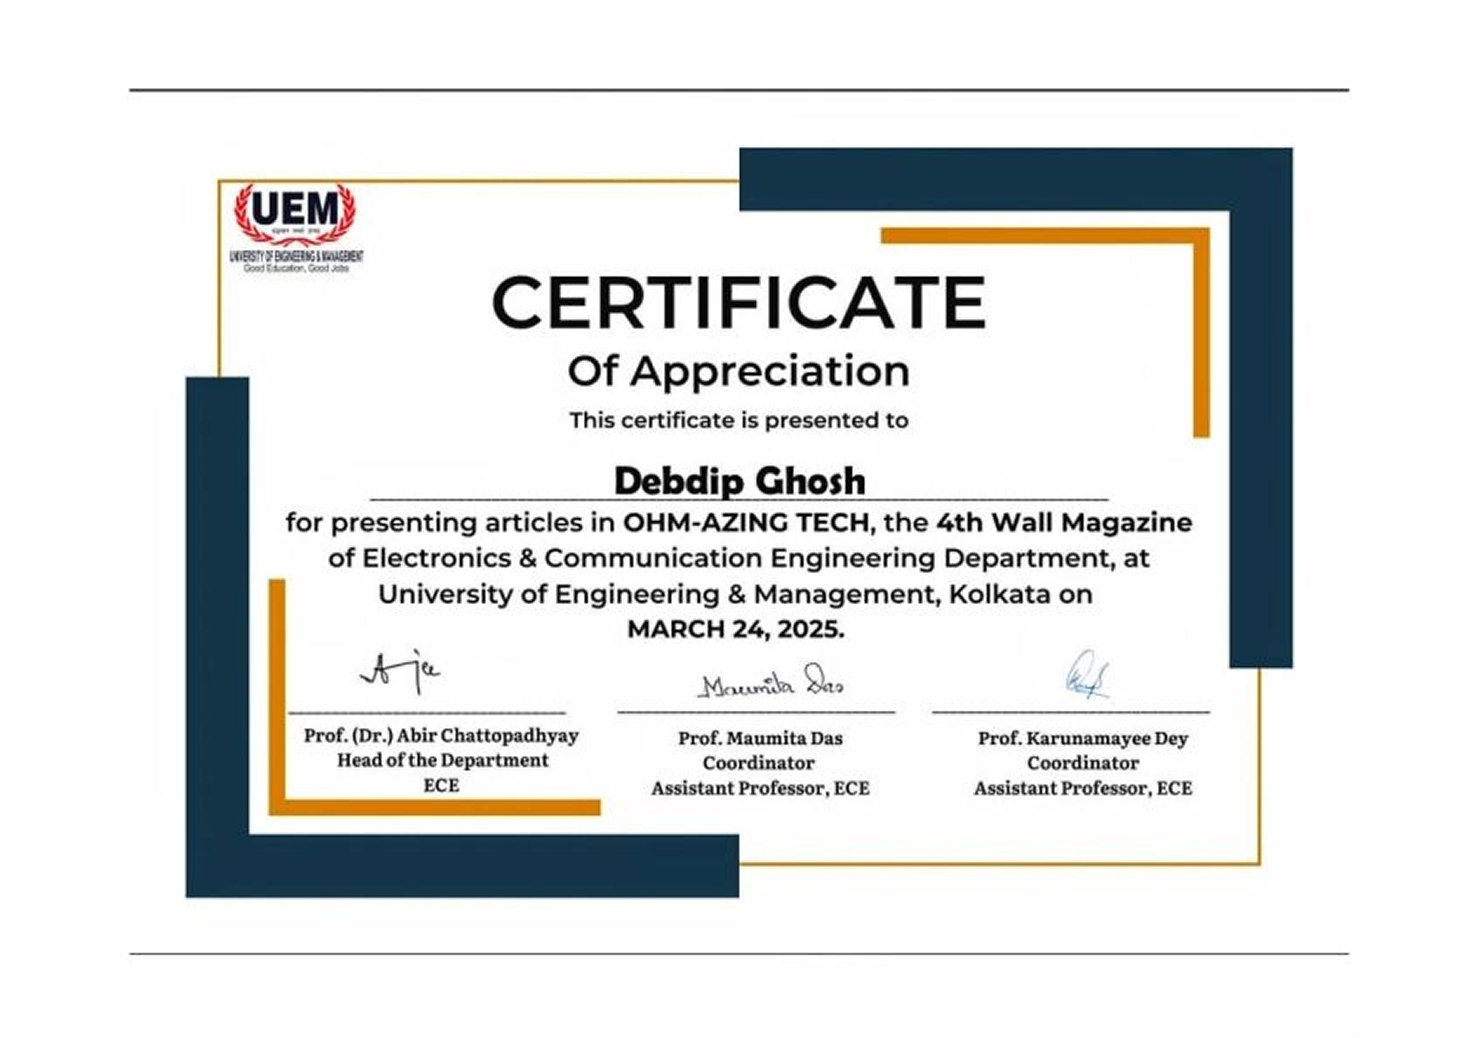 UEM
UNIVERSITY OF ENGINEERING & MANAGEMENT
Good Education, Good Jobs
CERTIFICATE
Of Appreciation
This certificate is presented to
Debdip Ghosh
for presenting articles in OHM-AZING TECH, the 4th Wall Magazine
of Electronics & Communication Engineering Department, at
University of Engineering & Management, Kolkata on
MARCH 24, 2025.
Maumita Das
Prof. (Dr.) Abir Chattopadhyay
Head of the Department
ECE
Prof. Maumita Das
Coordinator
Assistant Professor, ECE
Prof. Karunamayee Dey
Coordinator
Assistant Professor, ECE